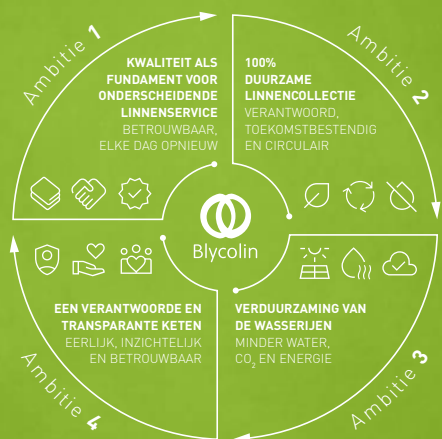 Ambitie 1
KWALITEIT ALS
FUNDAMENT VOOR
ONDERSCHEIDENDE
LINNENSERVICE
BETROUWBAAR,
ELKE DAG OPNIEUW
Ambitie 2
100%
DUURZAME
LINNENCOLLECTIE
VERANTWOORD,
TOEKOMSTBESTENDIG
EN CIRCULAIR
Blycolin
Ambitie 3
VERDUURZAMING VAN
DE WASSERIJEN
MINDER WATER,
CO₂ EN ENERGIE
Ambitie 4
EEN VERANTWOORDE EN
TRANSPARANTE KETEN
EERLIJK, INZICHTELIJK
EN BETROUWBAAR